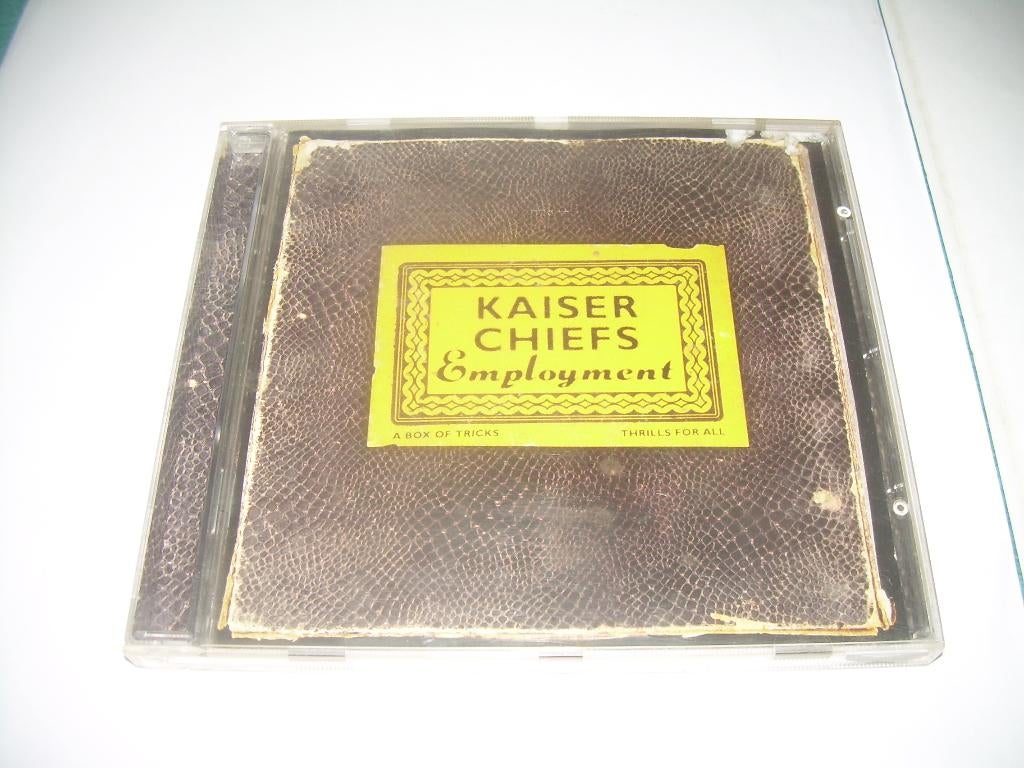 KAISER
CHIEFS
Employment
A BOX OF TRICKS THRILLS FOR ALL